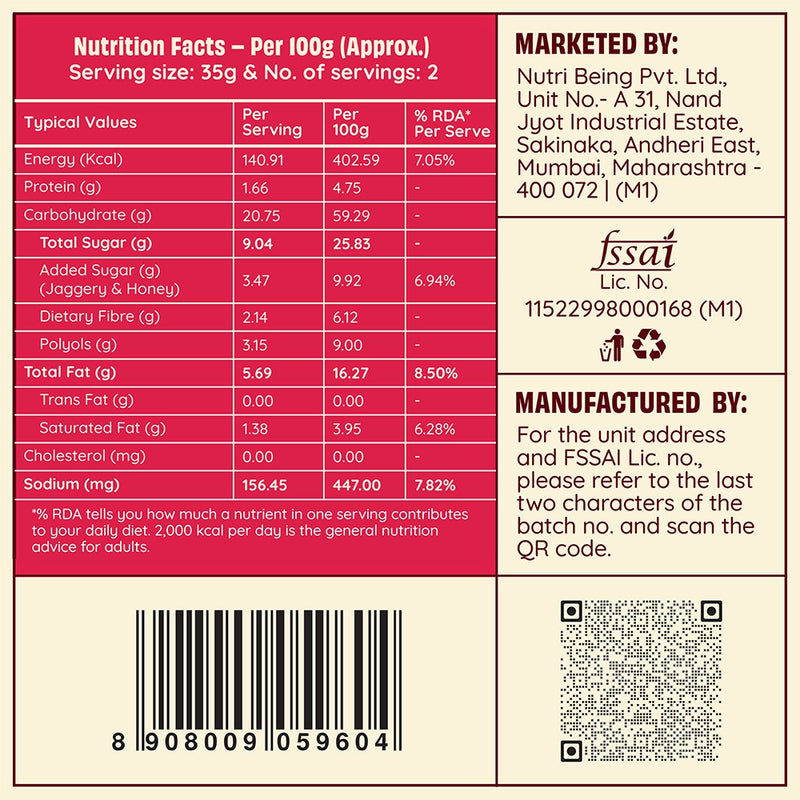 Nutrition Facts – Per 100g (Approx.)
Serving size: 35g & No. of servings: 2
Typical Values Per Serving Per 100g % RDA* Per Serve
Energy (Kcal) 140.91 402.59 7.05%
Protein (g) 1.66 4.75 -
Carbohydrate (g) 20.75 59.29 -
Total Sugar (g) 9.04 25.83 -
Added Sugar (g) (Jaggery & Honey) 3.47 9.92 6.94%
Dietary Fibre (g) 2.14 6.12 -
Polyols (g) 3.15 9.00 -
Total Fat (g) 5.69 16.27 8.50%
Trans Fat (g) 0.00 0.00 -
Saturated Fat (g) 1.38 3.95 6.28%
Cholesterol (mg) 0.00 0.00 -
Sodium (mg) 156.45 447.00 7.82%
*% RDA tells you how much a nutrient in one serving contributes
to your daily diet. 2,000 kcal per day is the general nutrition
advice for adults.
8 908009 059604
MARKETED BY:
Nutri Being Pvt. Ltd.,
Unit No.- A 31, Nand
Jyot Industrial Estate,
Sakinaka, Andheri East,
Mumbai, Maharashtra -
400 072 | (M1)
fssai
Lic. No.
11522998000168 (M1)
MANUFACTURED BY:
For the unit address
and FSSAI Lic. no.,
please refer to the last
two characters of the
batch no. and scan the
QR code.